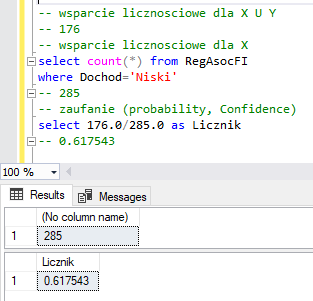 -- wsparcie licznosciowe dla X U Y
-- 176
-- wsparcie licznosciowe dla X
select count(*) from RegAsocFI
where Dochod='Niski'
-- 285
-- zaufanie (probability, Confidence)
select 176.0/285.0 as Licznik
-- 0.617543
100 %
Results Messages
(No column name)
1 285
Licznik
1 0.617543